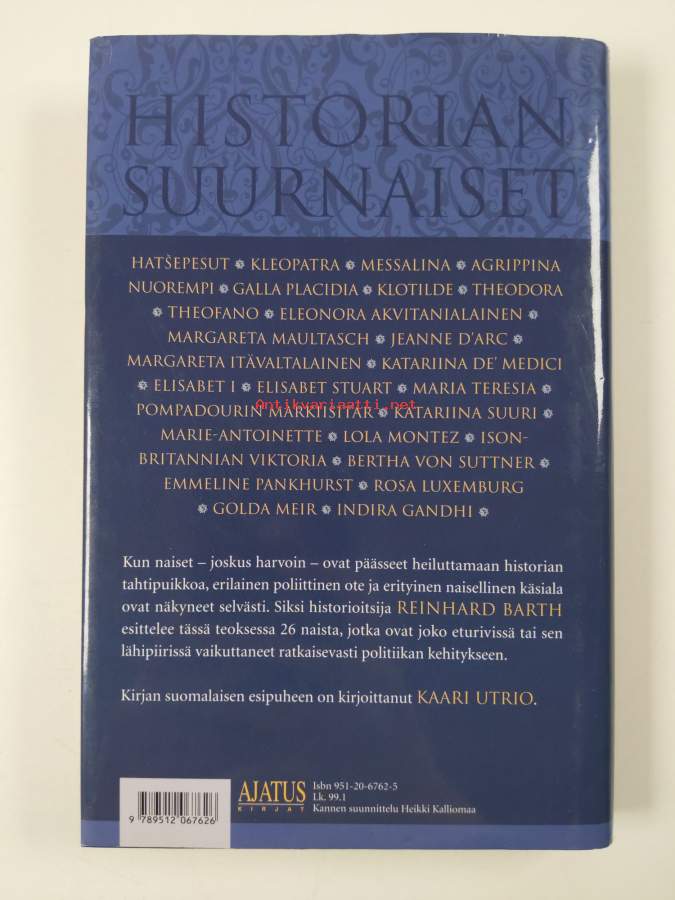 HISTORIAN
SUURNAISET
HATŠEPESUT * KLEOPATRA * MESSALINA * AGRIPPINA
NUOREMPI * GALLA PLACIDIA * KLOTILDE * THEODORA
* THEOFANO * ELEONORA AKVITANIALAINEN *
MARGARETA MAULTASCH * JEANNE D'ARC *
MARGARETA ITÄVALTALAINEN * KATARIINA DE' MEDICI
* ELISABET I * ELISABET STUART * MARIA TERESIA *
Antikvariaatti.net
POMPADOURIN MARKIISITAR * KATARIINA SUURI *
MARIE-ANTOINETTE * LOLA MONTEZ * ISON-
BRITANNIAN VIKTORIA * BERTHA VON SUTTNER *
EMMELINE PANKHURST * ROSA LUXEMBURG
* GOLDA MEIR * INDIRA GANDHI *
Kun naiset – joskus harvoin – ovat päässeet heiluttamaan historian
tahtipuikkoa, erilainen poliittinen ote ja erityinen naisellinen käsiala
ovat näkyneet selvästi. Siksi historioitsija REINHARD BARTH
esittelee tässä teoksessa 26 naista, jotka ovat joko eturivissä tai sen
lähipiirissä vaikuttaneet ratkaisevasti politiikan kehitykseen.
Kirjan suomalaisen esipuheen on kirjoittanut KAARI UTRIO.
9 789512 067626
AJATUS
KIRJAT
Isbn 951-20-6762-5
Lk. 99.1
Kannen suunnittelu Heikki Kalliomaa